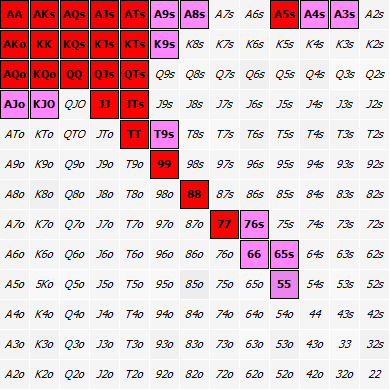 AA AKs AQs AJs ATs A9s A8s A7s A6s A5s A4s A3s A2s
AKo KK KQs KJs KTs K9s K8s K7s K6s K5s K4s K3s K2s
AQo KQo QQ QJs QTs Q9s Q8s Q7s Q6s Q5s Q4s Q3s Q2s
AJo KJO QJO JJ JTs J9s J8s J7s J6s J5s J4s J3s J2s
ATo KTo QTO JTo TT T9s T8s T7s T6s T5s T4s T3s T2s
A9o K9o Q9o J9o T9o 99 98s 97s 96s 95s 94s 93s 92s
A8o K8o Q8o J8o T8o 98o 88 87s 86s 85s 84s 83s 82s
A7o K7o Q7o J7o T7o 97o 87o 77 76s 75s 74s 73s 72s
A6o K6o Q6o J6o T6o 96o 86o 76o 66 65s 64s 63s 62s
A5o 5Ko Q5o J5o T5o 95o 85o 75o 65o 55 54s 53s 52s
A4o K4o Q4o J4o T4o 94o 84o 74o 64o 54o 44 43s 42s
A3o K3o Q3o J3o T3o 93o 83o 73o 63o 53o 43o 33 32s
A2o K2o Q2o J2o T2o 92o 82o 72o 62o 52o 42o 32o 22